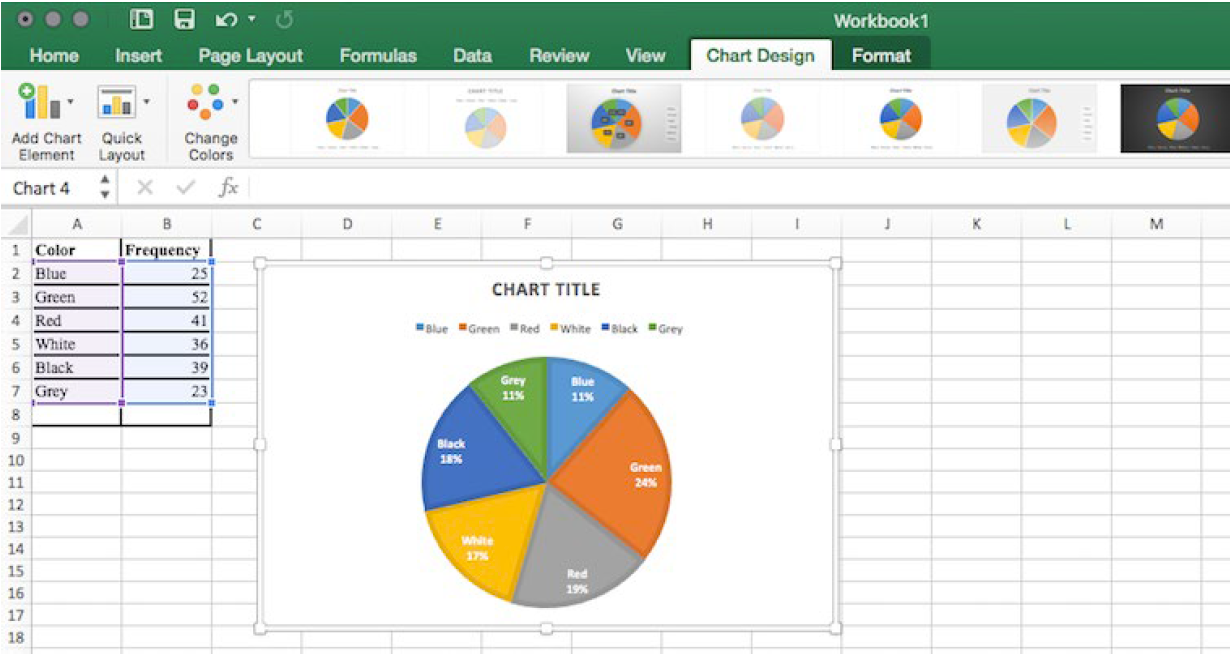 Workbook1
Home Insert Page Layout Formulas Data Review View Chart Design Format
Add Chart Element
Quick Layout
Change Colors
Chart 4 fx
A B C D E F G H I J K L M
1 Color Frequency
2 Blue 25
3 Green 52
4 Red 41
5 White 36
6 Black 39
7 Grey 23
8
9
10
11
12
13
14
15
16
17
18
CHART TITLE
Blue Green Red White Black Grey
Grey
11%
Blue
11%
Black
18%
Green
24%
White
17%
Red
19%